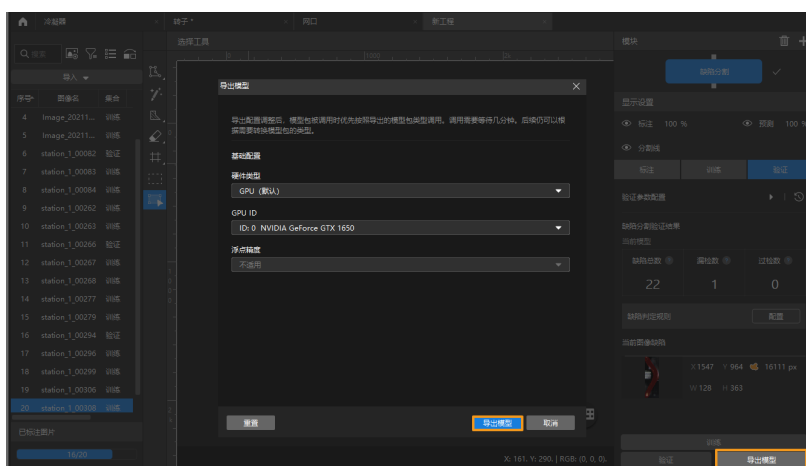 冷凝器
转子*
网口
新工程
选择工具
模块
搜索
导入
序号
图像名
集合
4 Image_20211... 训练
5 Image_20211... 训练
6 station_1_00082 验证
7 station_1_00083 训练
8 station_1_00084 训练
9 station_1_00262 训练
10 station_1_00263 训练
11 station_1_00266 验证
12 station_1_00267 训练
13 station_1_00268 训练
14 station_1_00277 训练
15 station_1_00279 训练
16 station_1_00294 验证
17 station_1_00296 训练
18 station_1_00299 训练
19 station_1_00306 训练
20 station_1_00308 训练
已标注图片
16/20
导出模型
导出配置调整后，模型包被调用时优先按照导出的模型包类型调用。调用需要等待几分钟。后续仍可以根
据需要转换模型包的类型。
基础配置
硬件类型
GPU（默认）
GPU ID
ID: 0 NVIDIA GeForce GTX 1650
浮点精度
不适用
重置
导出模型
取消
X: 161, Y: 290, | RGB: (0, 0, 0),
缺陷分割
显示设置
标注 100 %
预测 100 %
分割线
标注
训练
验证
验证参数配置
缺陷分割验证结果
当前模型
缺陷总数
漏检数
过检数
22
1
0
缺陷判定规则
配置
当前图像缺陷
X 1547 Y 964 16111 px
W 128 H 363
训练
验证
导出模型